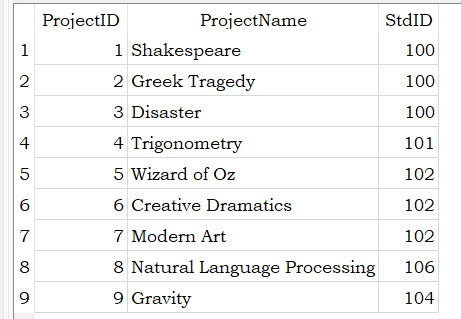 ProjectID ProjectName StdID
1 1 Shakespeare 100
2 2 Greek Tragedy 100
3 3 Disaster 100
4 4 Trigonometry 101
5 5 Wizard of Oz 102
6 6 Creative Dramatics 102
7 7 Modern Art 102
8 8 Natural Language Processing 106
9 9 Gravity 104